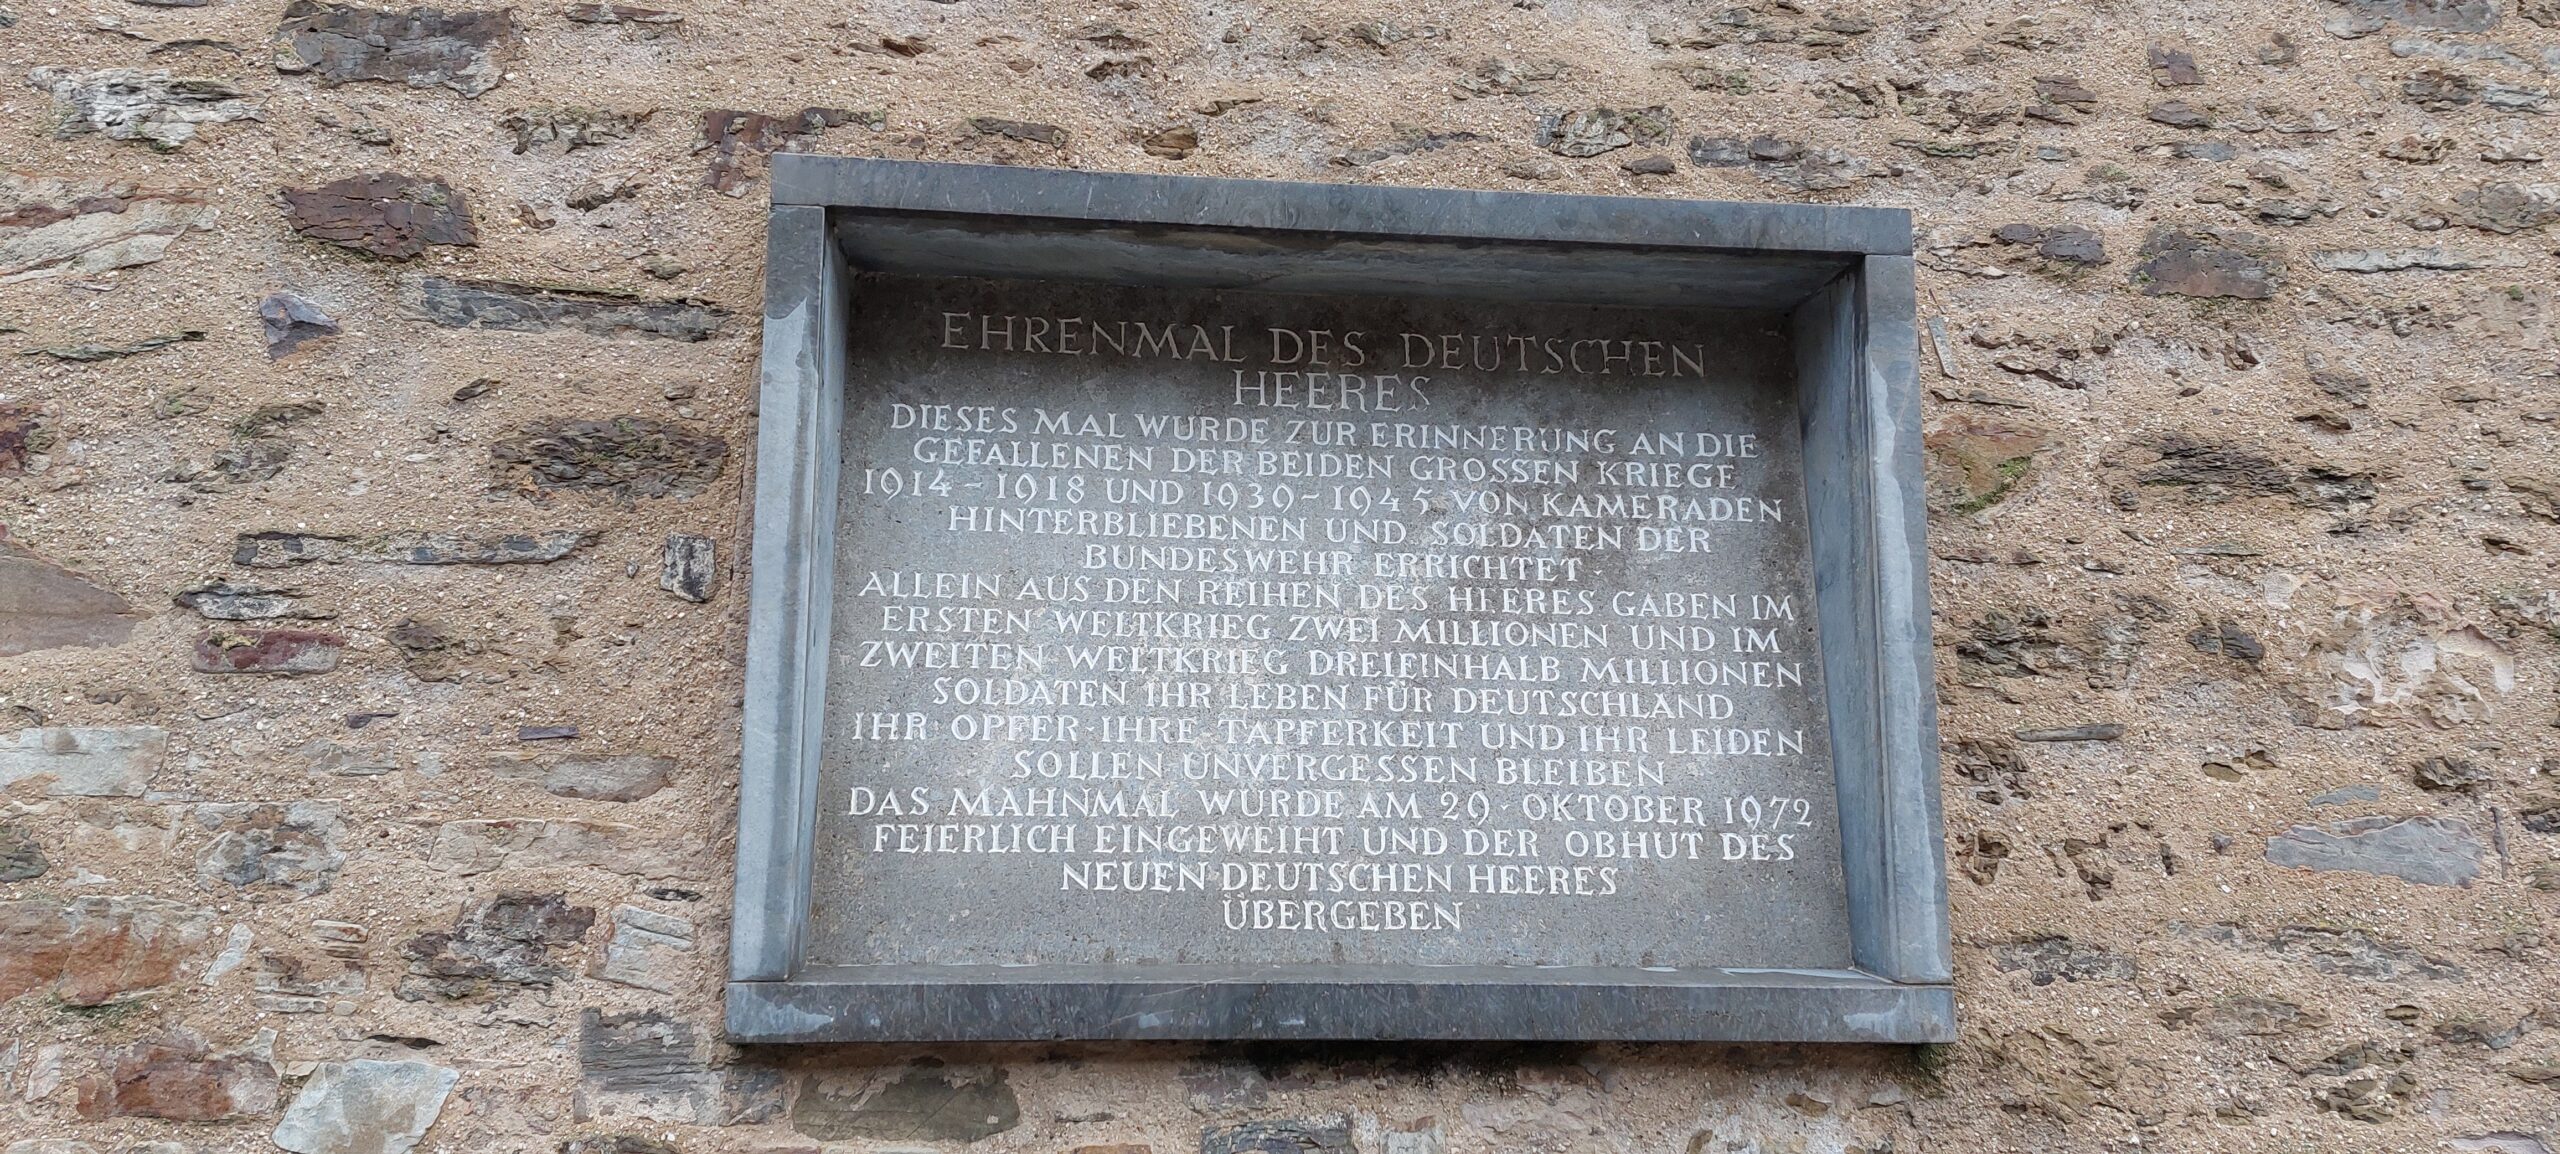 EHRENMAL DES DEUTSCHEN
HEERES
DIESES MAL WURDE ZUR ERINNERUNG AN DIE
GEFALLENEN DER BEIDEN GROSSEN KRIEGE
1914-1918 UND 1939-1945 VON KAMERADEN
HINTERBLIEBENEN UND SOLDATEN DER
BUNDESWEHR ERRICHTET·
ALLEIN AUS DEN REIHEN DES HEERES GABEN IM
ERSTEN WELTKRIEG ZWEI MILLIONEN UND IM
ZWEITEN WELTKRIEG DREIEINHALB MILLIONEN
SOLDATEN IHR LEBEN FÜR DEUTSCHLAND
IHR OPFER·IHRE TAPFERKEIT UND IHR LEIDEN
SOLLEN UNVERGESSEN BLEIBEN
DAS MAHNMAL WURDE AM 29·OKTOBER 1972
FEIERLICH EINGEWEIHT UND DER OBHUT DES
NEUEN DEUTSCHEN HEERES
ÜBERGEBEN